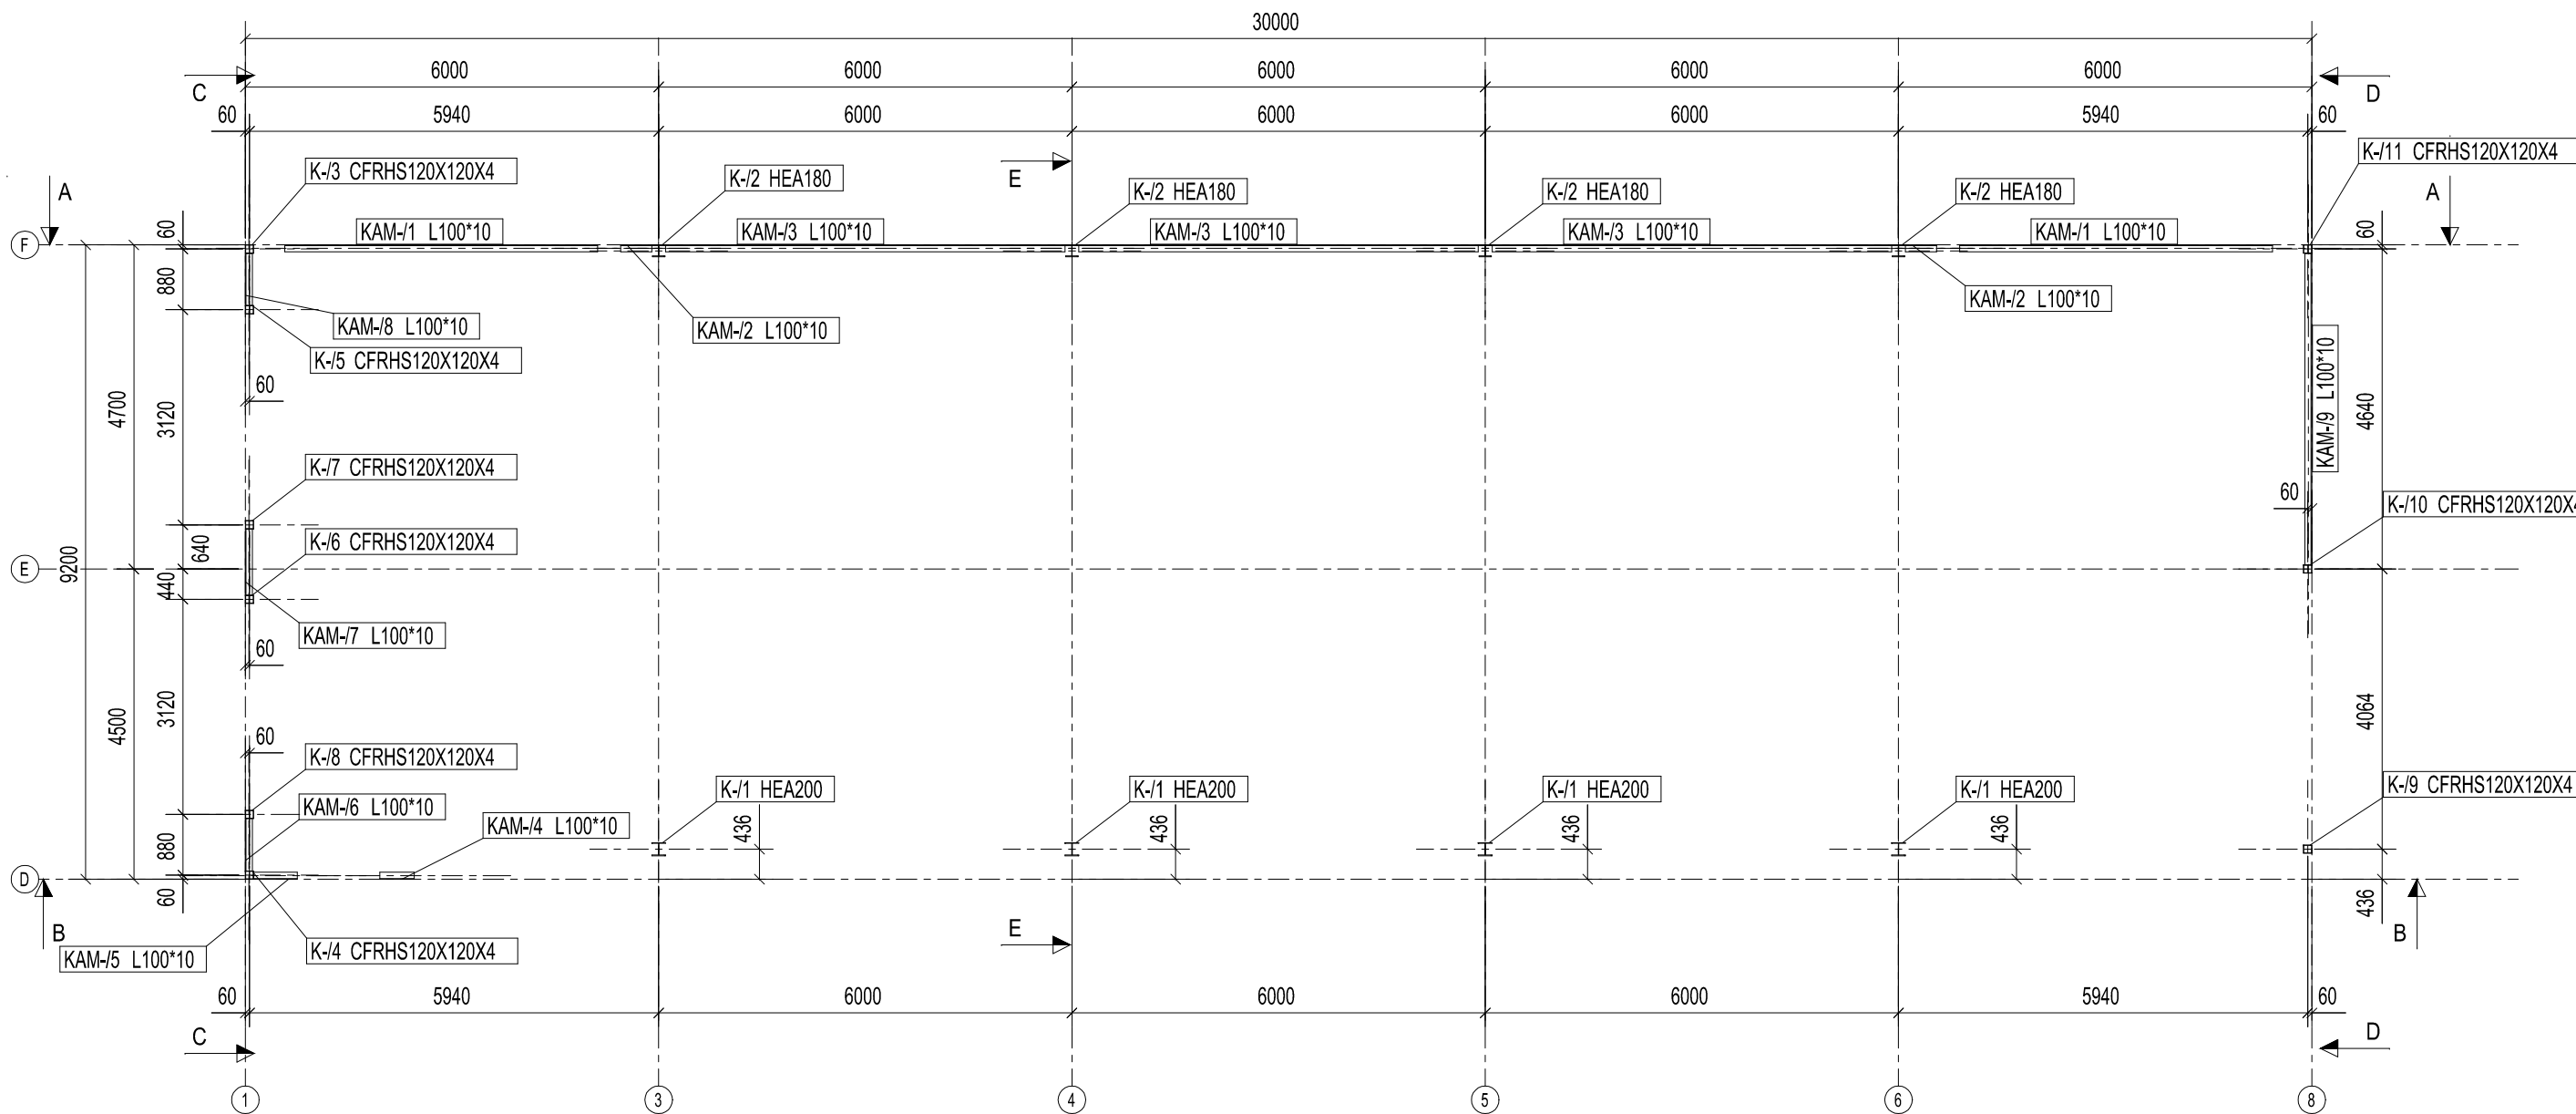 30000
6000 6000 6000 6000 6000
C D
60 5940 6000 6000 6000 5940 60
K-/3 CFRHS120X120X4 K-/2 HEA180 E K-/2 HEA180 K-/2 HEA180 K-/2 HEA180 K-/11 CFRHS120X120X4
A A
60 KAM-/1 L100*10 KAM-/3 L100*10 KAM-/3 L100*10 KAM-/3 L100*10 KAM-/1 L100*10 60
F
880
KAM-/8 L100*10 KAM-/2 L100*10 KAM-/2 L100*10
K-/5 CFRHS120X120X4
60
4700 3120 KAM-/9 L100*10 4640
K-/7 CFRHS120X120X4
60
K-/10 CFRHS120X120X4
640 K-/6 CFRHS120X120X4
E 9200
440
KAM-/7 L100*10
60
4500 3120 4064
60
K-/8 CFRHS120X120X4 K-/1 HEA200 K-/1 HEA200 K-/1 HEA200 K-/1 HEA200 K-/9 CFRHS120X120X4
KAM-/6 L100*10
KAM-/4 L100*10 436 436 436 436
880
D
60 436
B E B
KAM-/5 L100*10 K-/4 CFRHS120X120X4
60 5940 6000 6000 6000 5940 60
C D
1 3 4 5 6 8